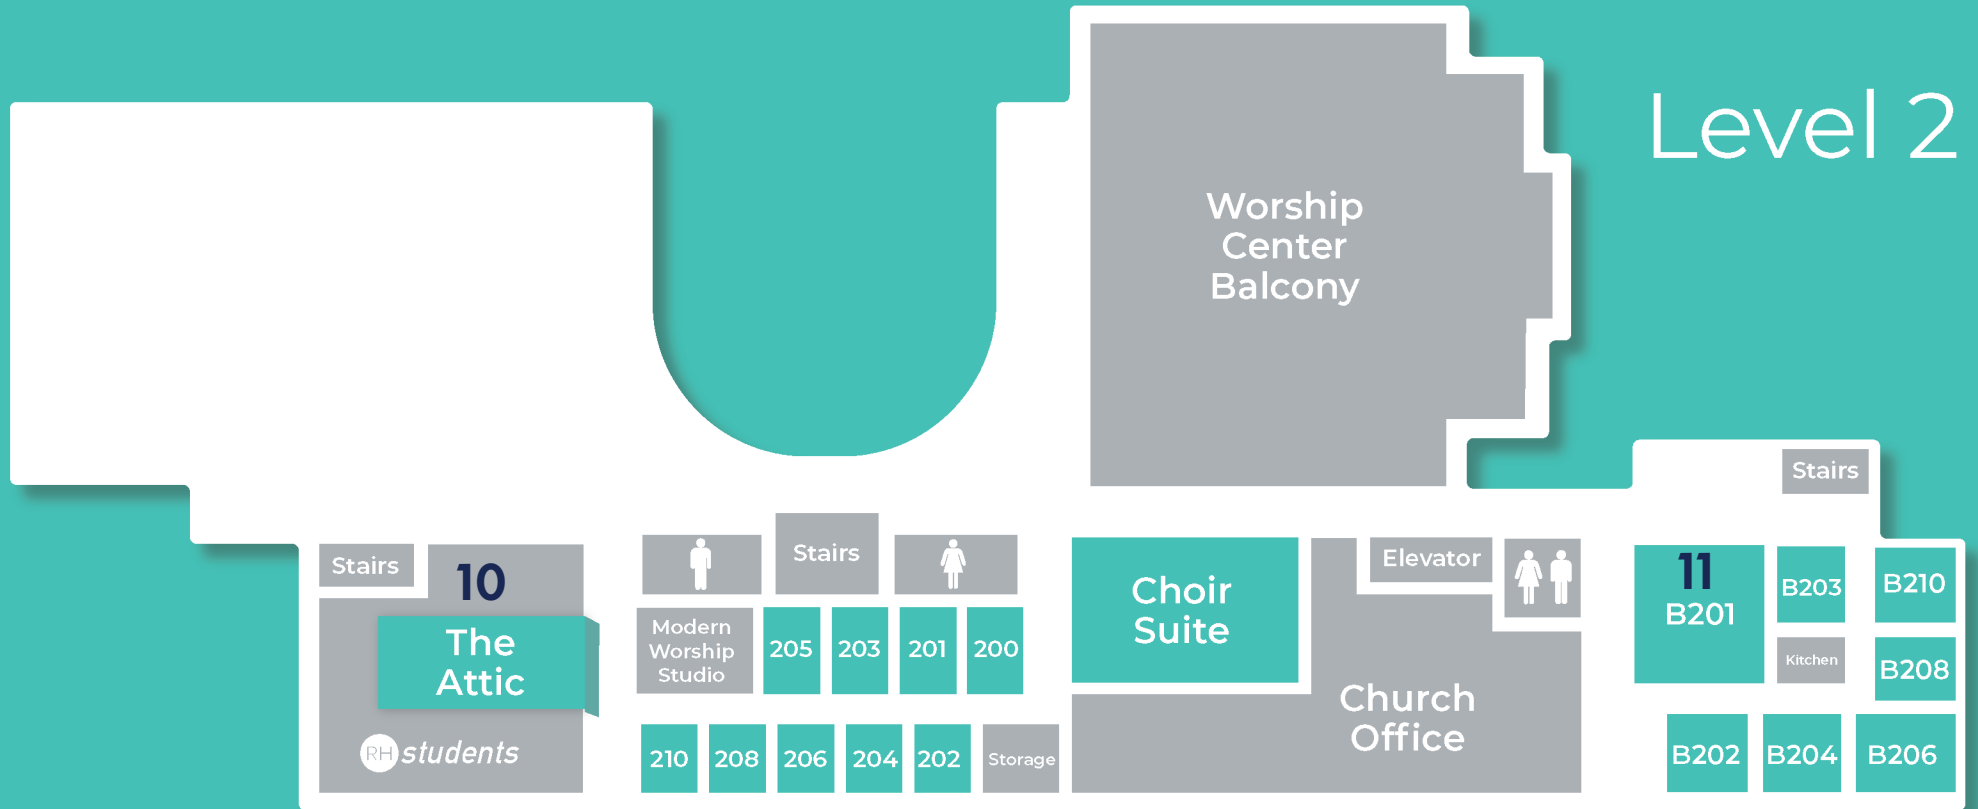 Level 2
Worship
Center
Balcony
Stairs
Stairs
10
The
Attic
RH students
Stairs
Modern
Worship
Studio
205
203
201
200
210
208
206
204
202
Storage
Choir
Suite
Elevator
Church
Office
11
B201
B203
B210
Kitchen
B208
B202
B204
B206